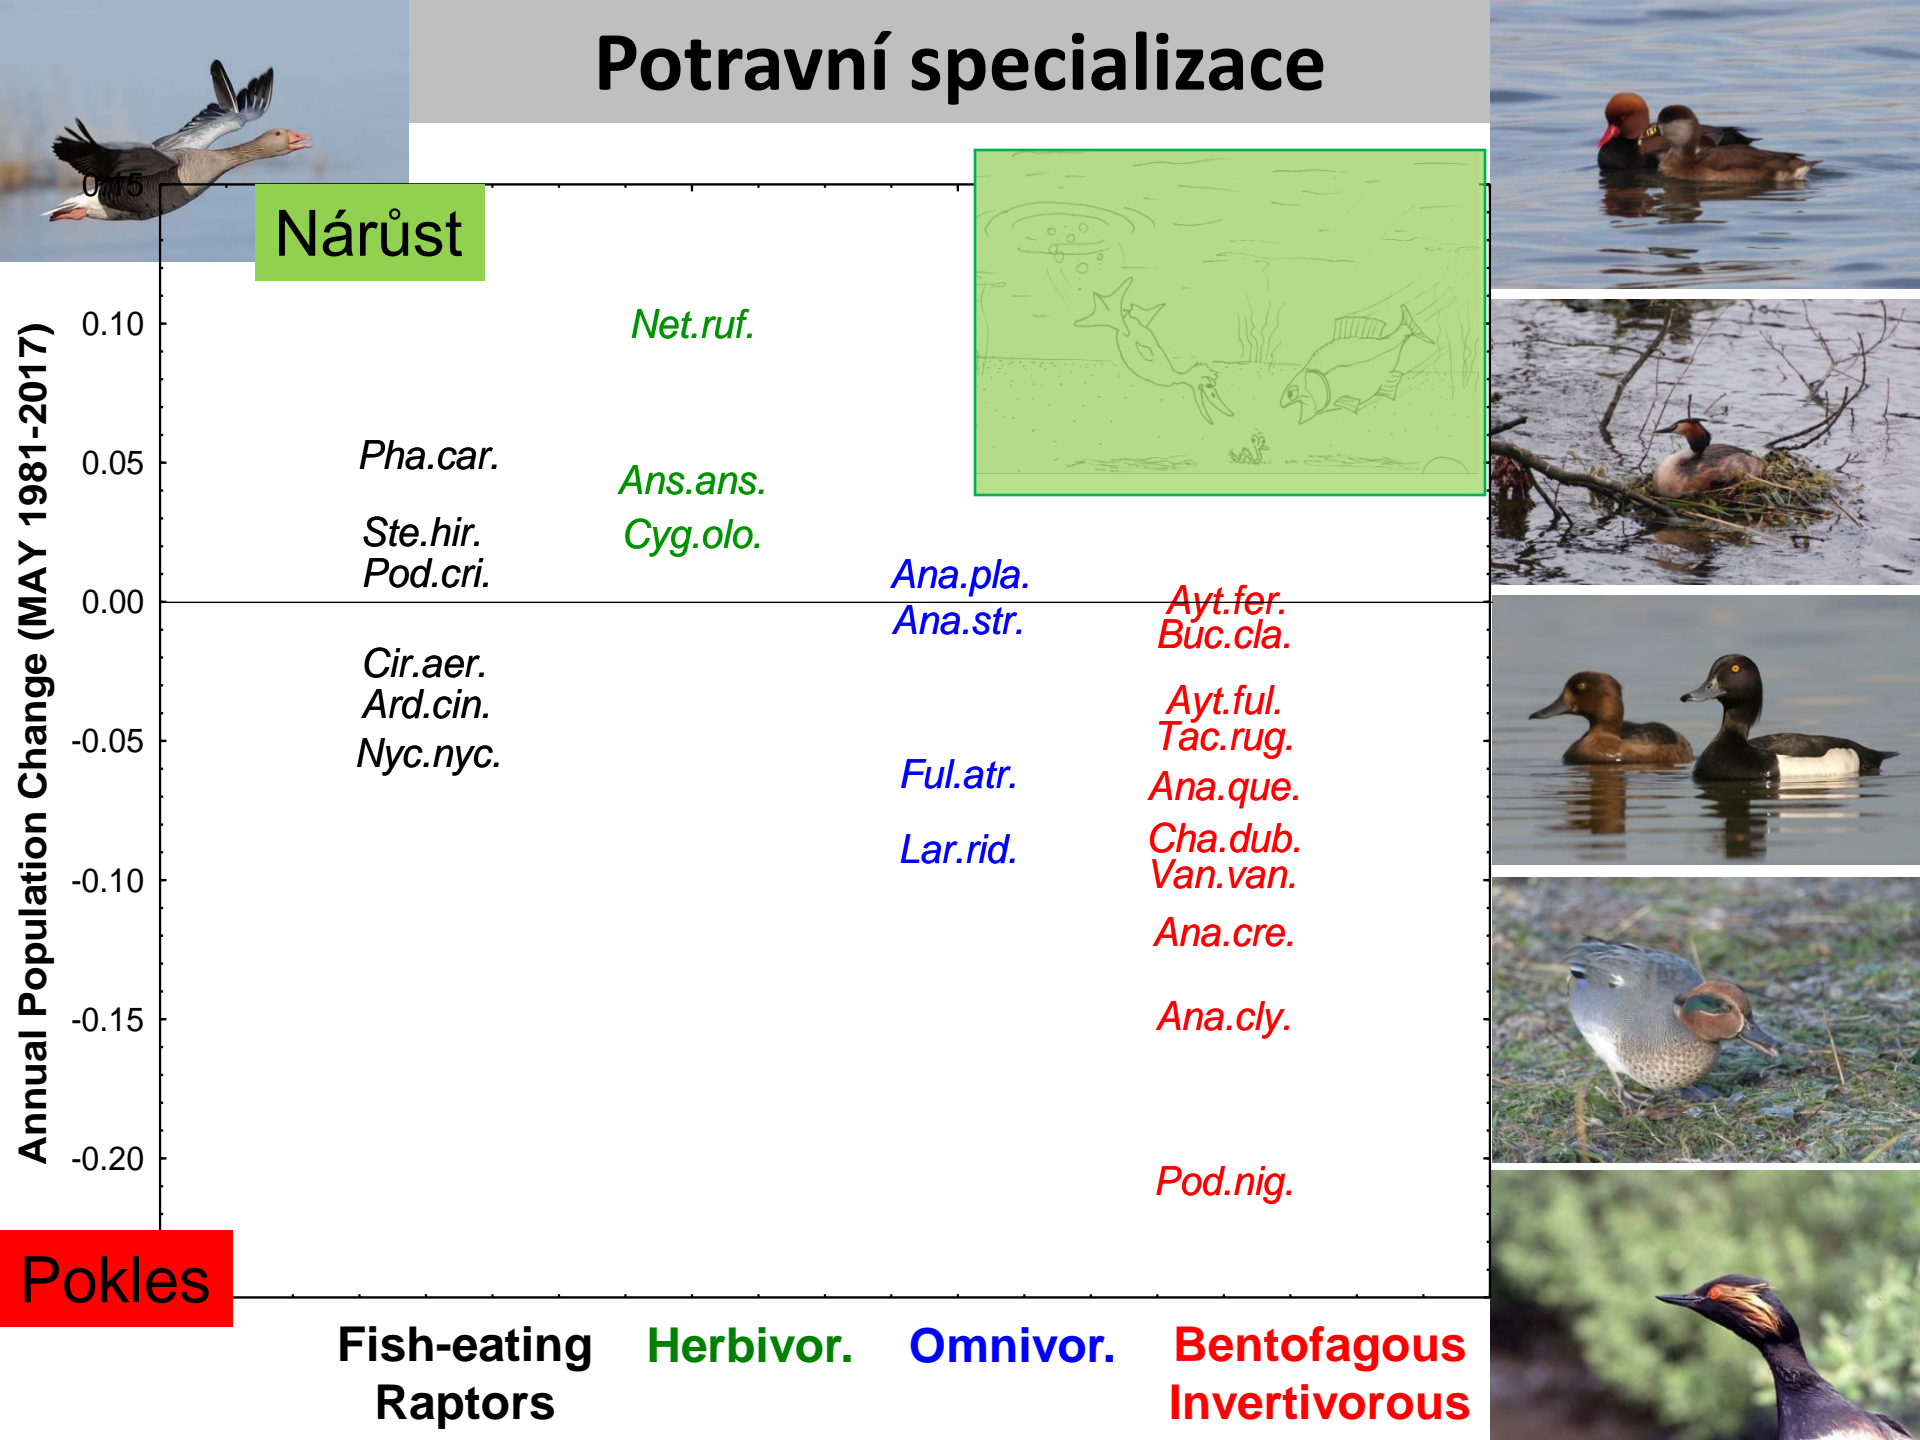 Potravní specializace
0.15
Nárůst
0.10
0.05
0.00
-0.05
-0.10
-0.15
-0.20
Annual Population Change (MAY 1981-2017)
Pha.car.
Ste.hir.
Pod.cri.
Cir.aer.
Ard.cin.
Nyc.nyc.
Net.ruf.
Ans.ans.
Cyg.olo.
Ana.pla.
Ana.str.
Ful.atr.
Lar.rid.
Ayt.fer.
Buc.cla.
Ayt.ful.
Tac.rug.
Ana.que.
Cha.dub.
Van.van.
Ana.cre.
Ana.cly.
Pod.nig.
Pokles
Fish-eating
Raptors
Herbivor.
Omnivor.
Bentofagous
Invertivorous